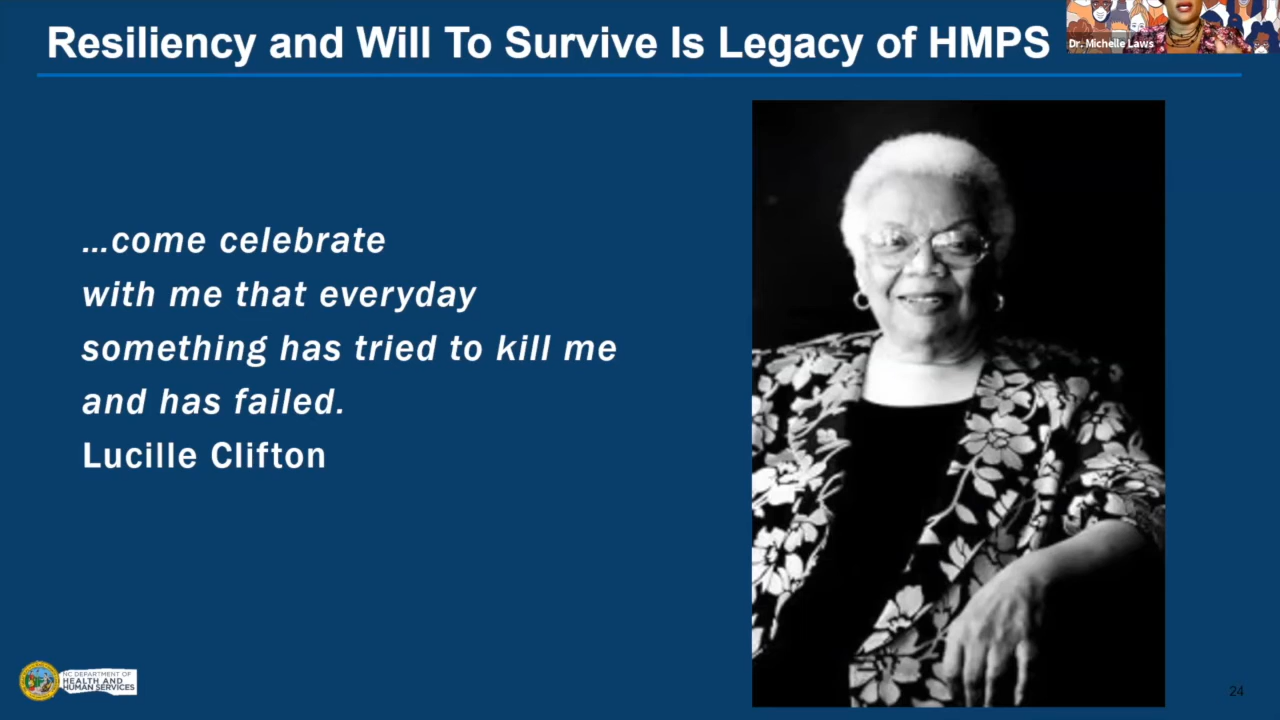 Resiliency and Will To Survive Is Legacy of HMPS
Dr. Michelle Laws
...come celebrate
with me that everyday
something has tried to kill me
and has failed.
Lucille Clifton
NC DEPARTMENT OF
HEALTH AND
HUMAN SERVICES
24